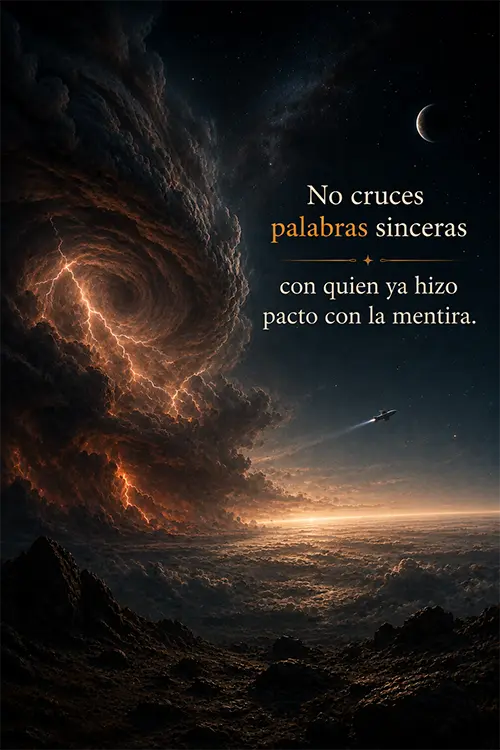 No cruces
palabras sinceras
con quien ya hizo
pacto con la mentira.